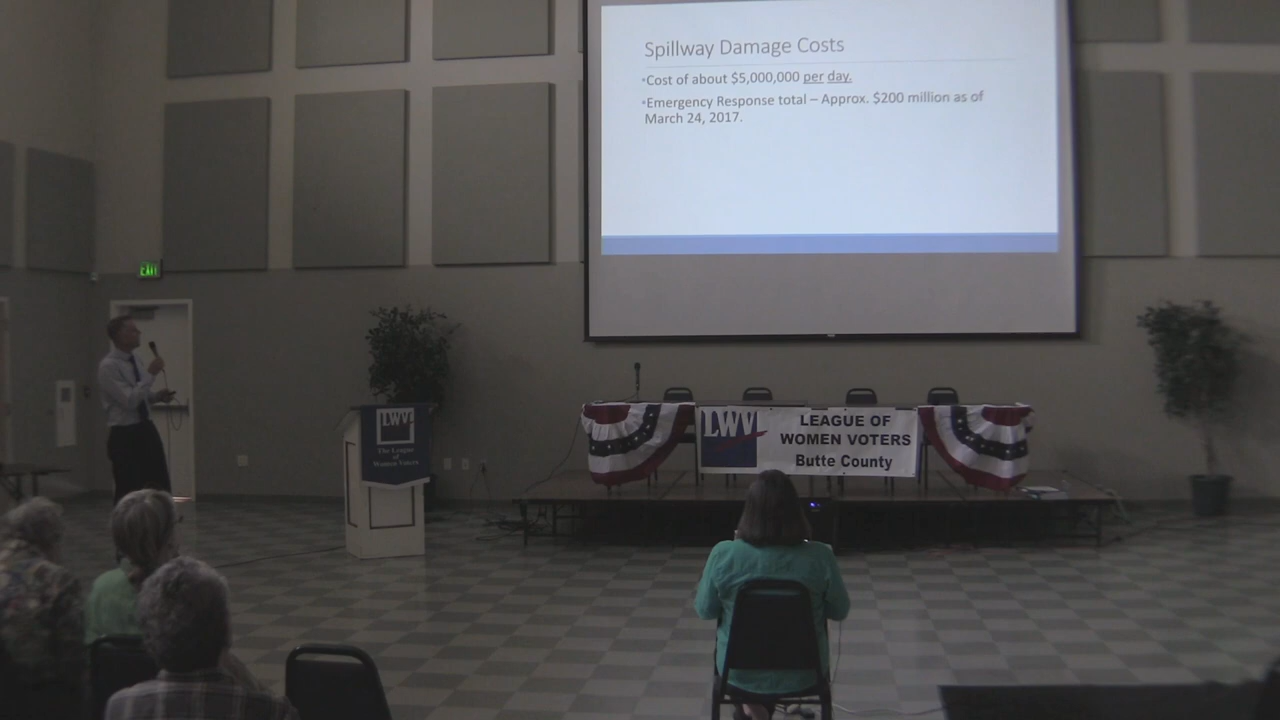 Spillway Damage Costs
Cost of about $5,000,000 per day.
Emergency Response total – Approx. $200 million as of
March 24, 2017.
EXIT
LWV
The League
of
Women Voters
LWV
LEAGUE OF
WOMEN VOTERS
Butte County